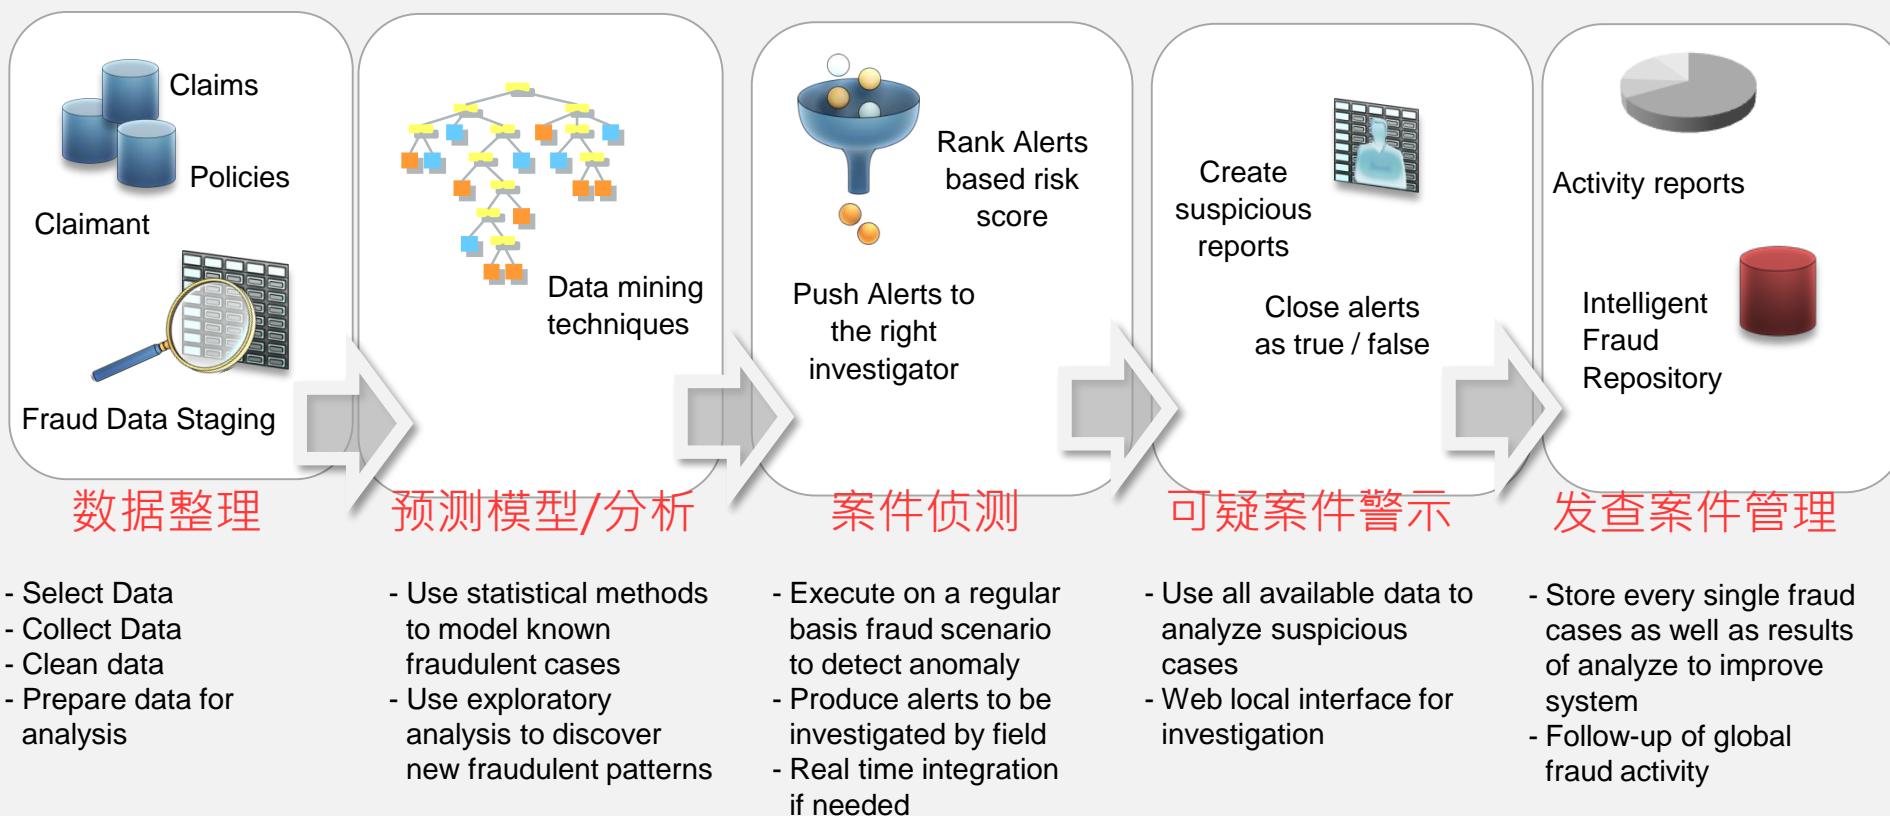 Claims
Policies
Claimant
Fraud Data Staging
Data mining
techniques
Rank Alerts
based risk
score
Push Alerts to
the right
investigator
Create
suspicious
reports
Close alerts
as true / false
Activity reports
Intelligent
Fraud
Repository
数据整理
预测模型/分析
案件侦测
可疑案件警示
发查案件管理
- Select Data
- Collect Data
- Clean data
- Prepare data for
analysis
- Use statistical methods
to model known
fraudulent cases
- Use exploratory
analysis to discover
new fraudulent patterns
- Execute on a regular
basis fraud scenario
to detect anomaly
- Produce alerts to be
investigated by field
- Real time integration
if needed
- Use all available data to
analyze suspicious
cases
- Web local interface for
investigation
- Store every single fraud
cases as well as results
of analyze to improve
system
- Follow-up of global
fraud activity